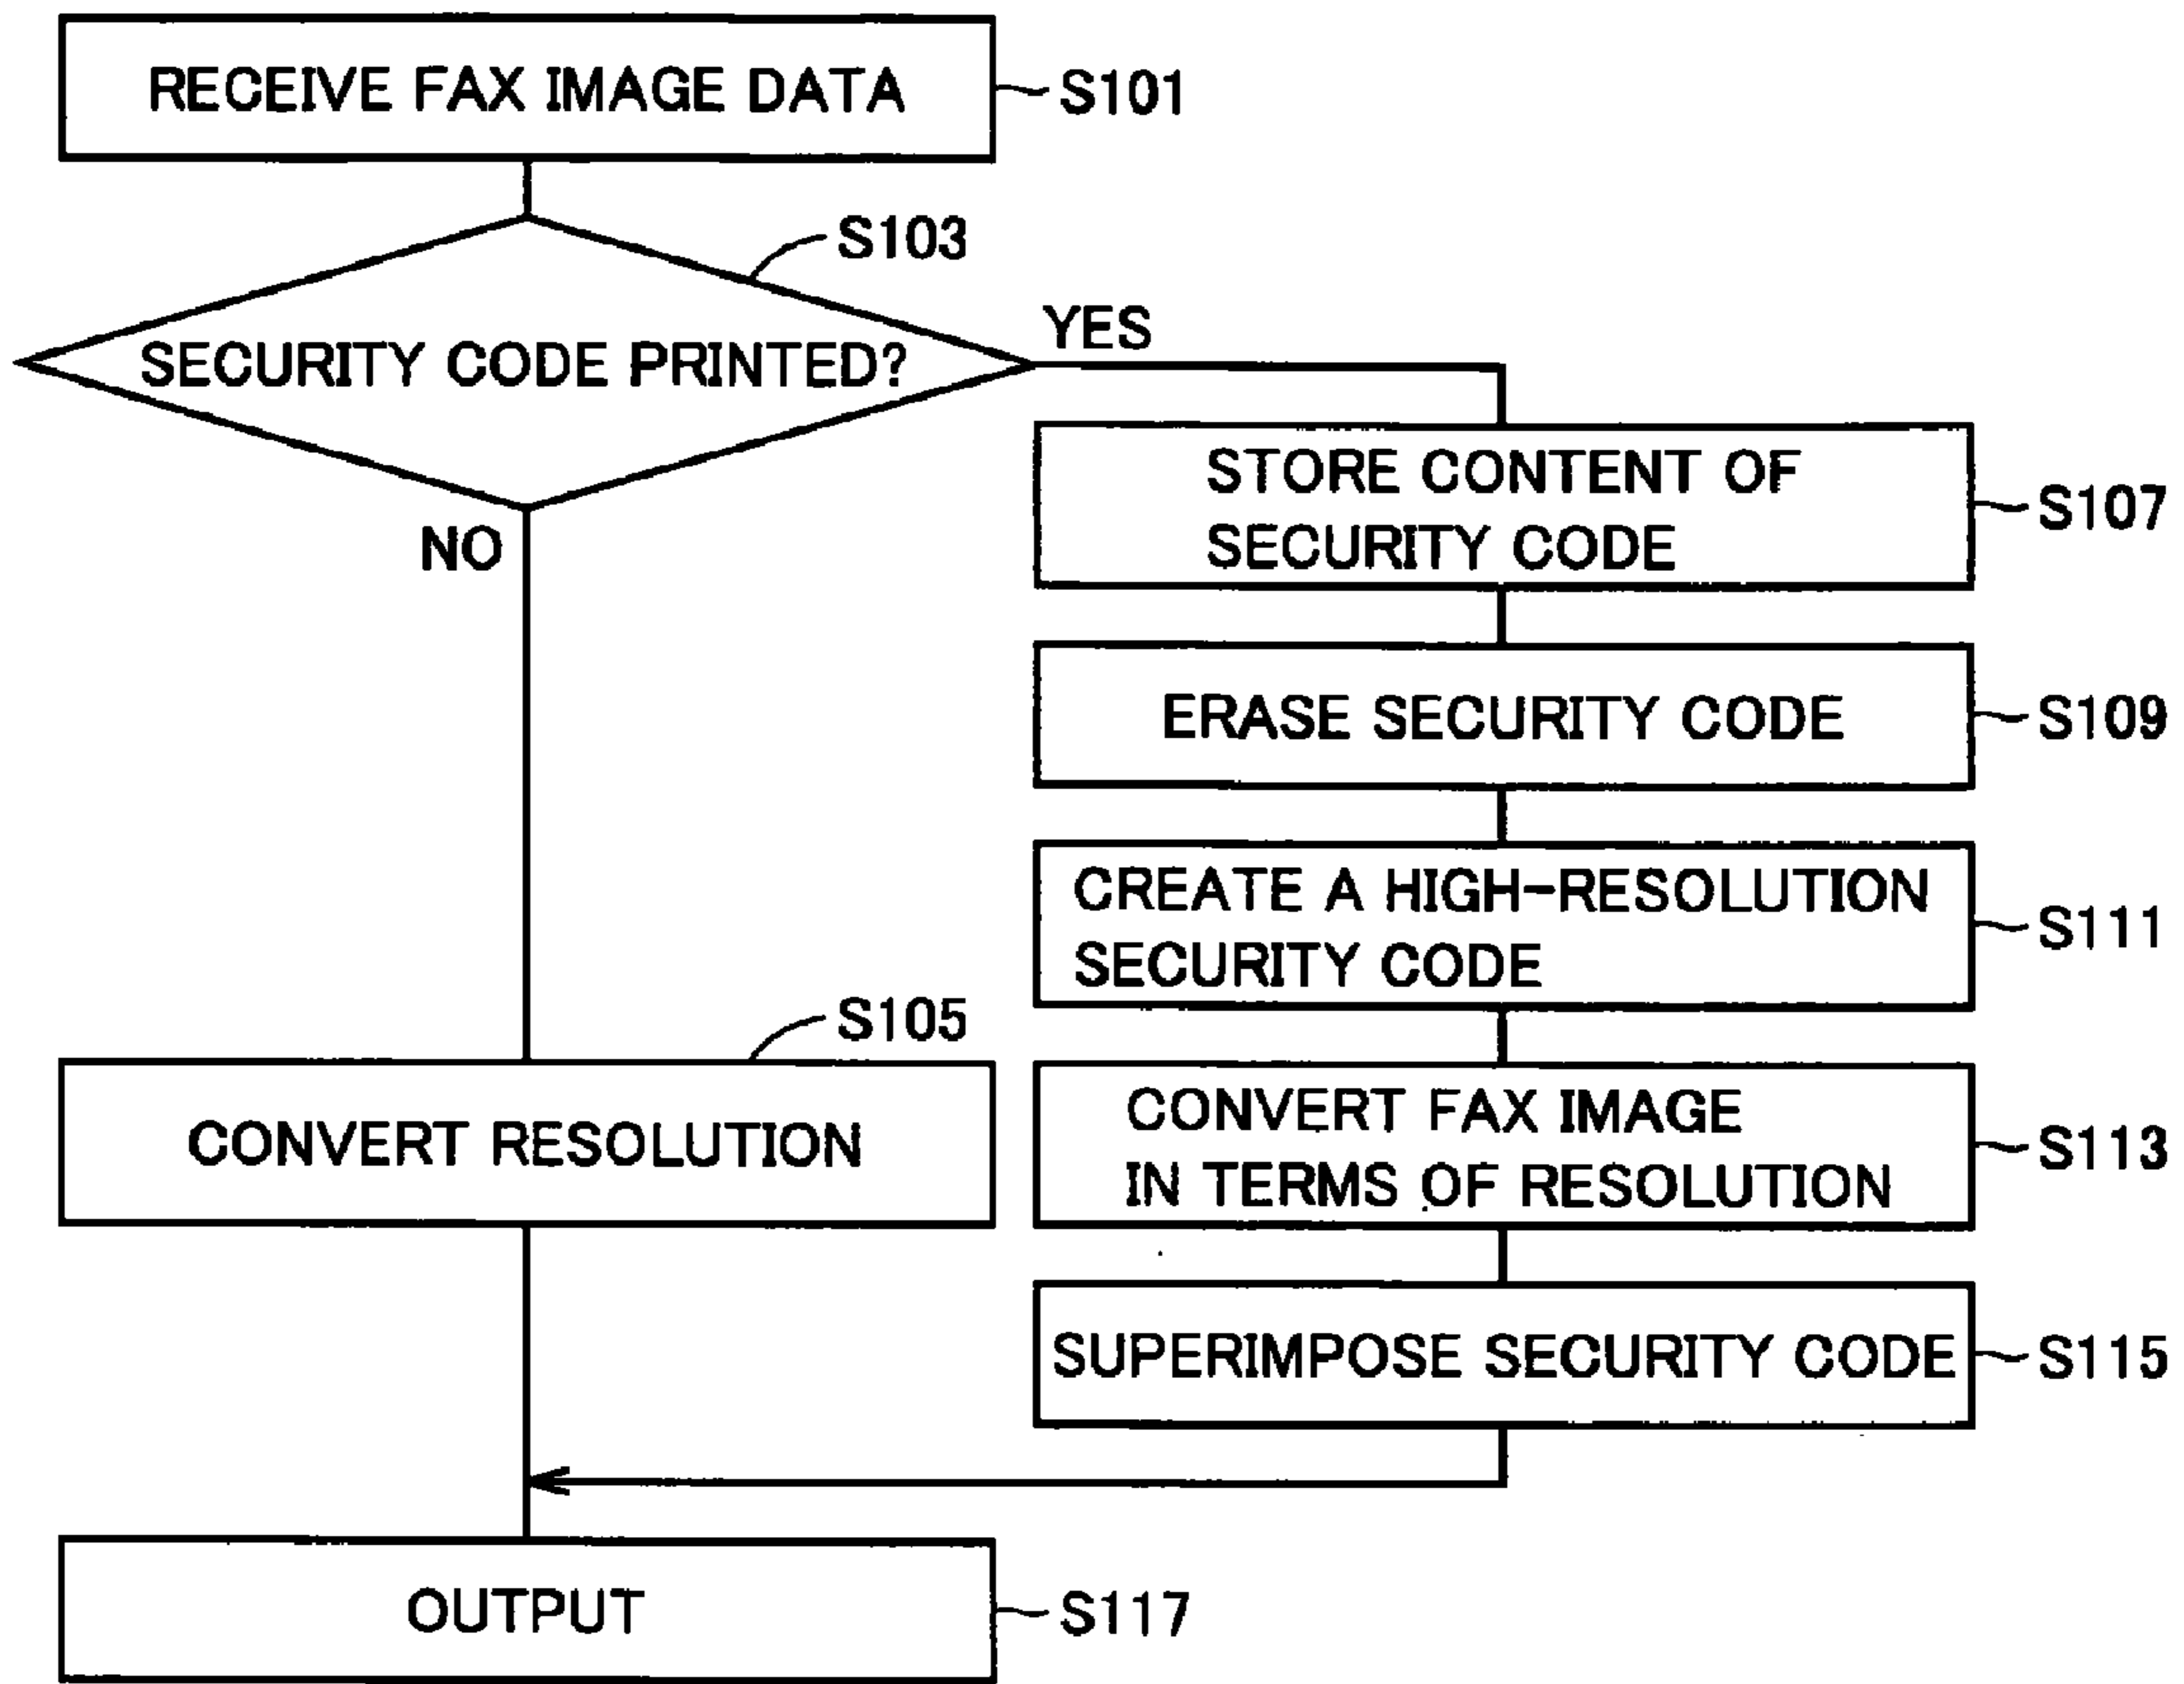 RECEIVE FAX IMAGE DATA
S101
S103
SECURITY CODE PRINTED?
YES
NO
STORE CONTENT OF
SECURITY CODE
S107
ERASE SECURITY CODE
S109
CREATE A HIGH-RESOLUTION
SECURITY CODE
S111
S105
CONVERT RESOLUTION
CONVERT FAX IMAGE
IN TERMS OF RESOLUTION
S113
SUPERIMPOSE SECURITY CODE
S115
OUTPUT
S117